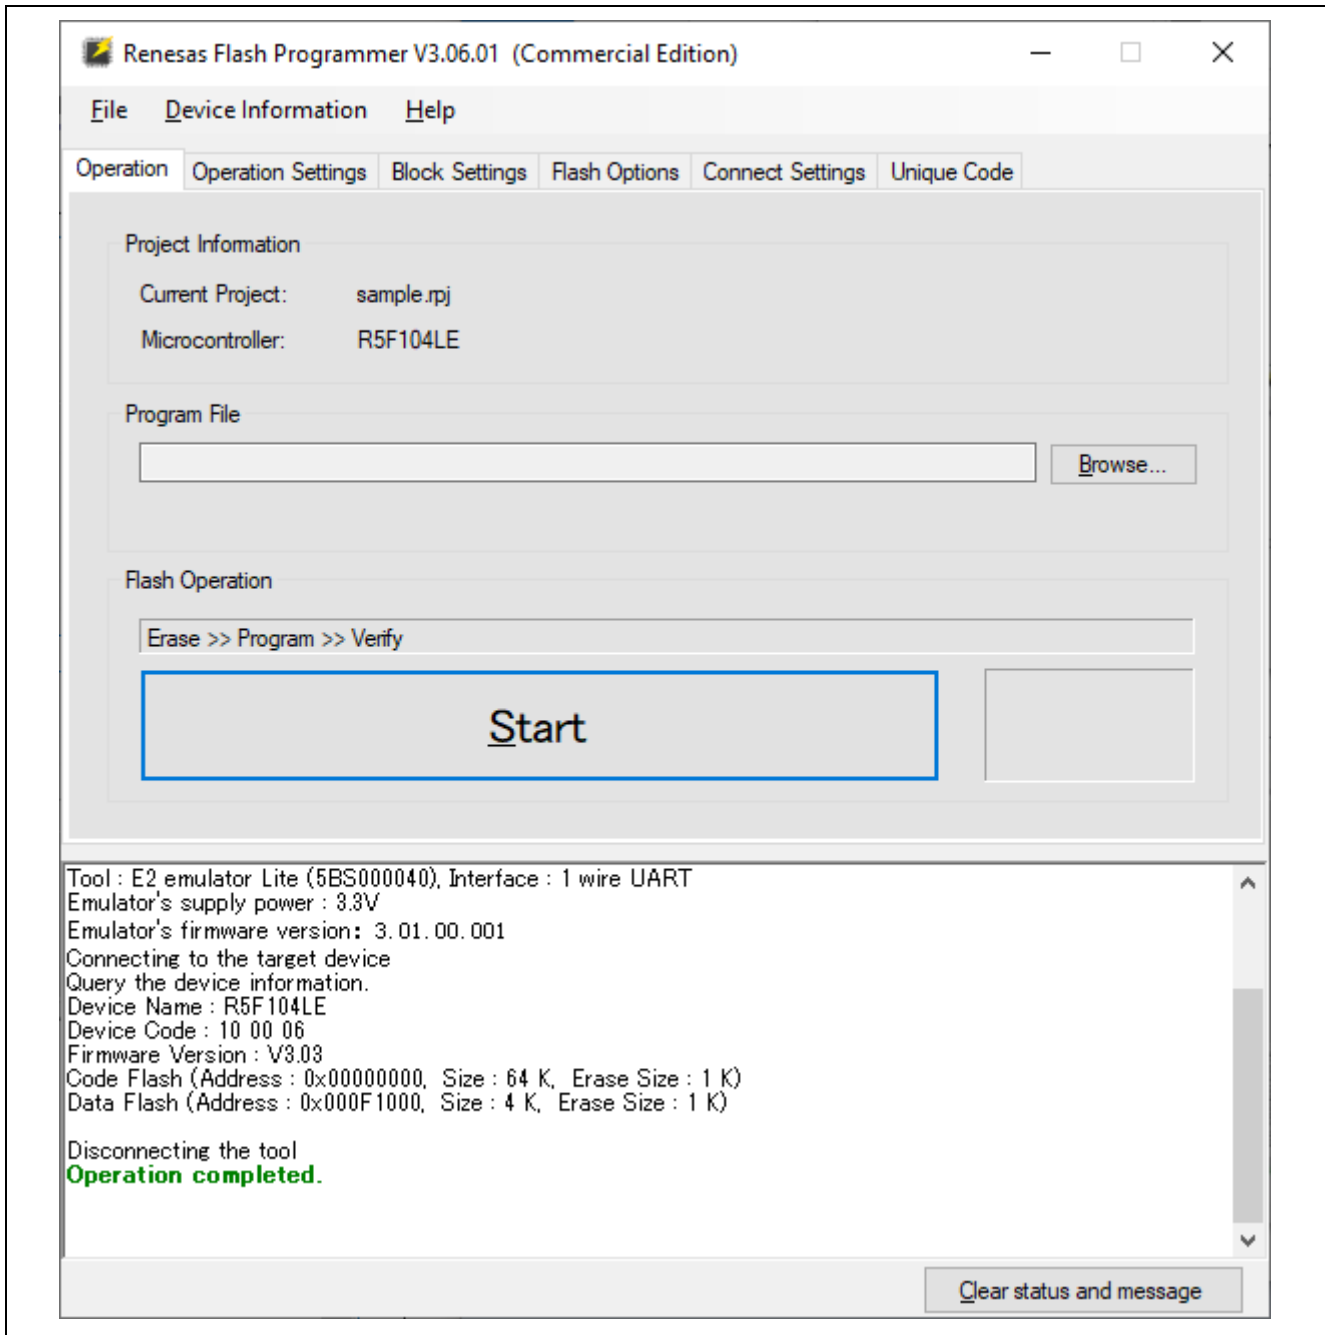 Renesas Flash Programmer V3.06.01 (Commercial Edition)
File Device Information Help
Operation Operation Settings Block Settings Flash Options Connect Settings Unique Code
Project Information
Current Project: sample.rpj
Microcontroller: R5F104LE
Program File
Browse...
Flash Operation
Erase >> Program >> Verify
Start
Tool : E2 emulator Lite (5BS000040), Interface : 1 wire UART
Emulator's supply power : 3.3V
Emulator's firmware version: 3.01.00.001
Connecting to the target device
Query the device information.
Device Name : R5F104LE
Device Code : 10 00 06
Firmware Version : V3.03
Code Flash (Address : 0x00000000, Size : 64 K, Erase Size : 1 K)
Data Flash (Address : 0x000F1000, Size : 4 K, Erase Size : 1 K)
Disconnecting the tool
Operation completed.
Clear status and message